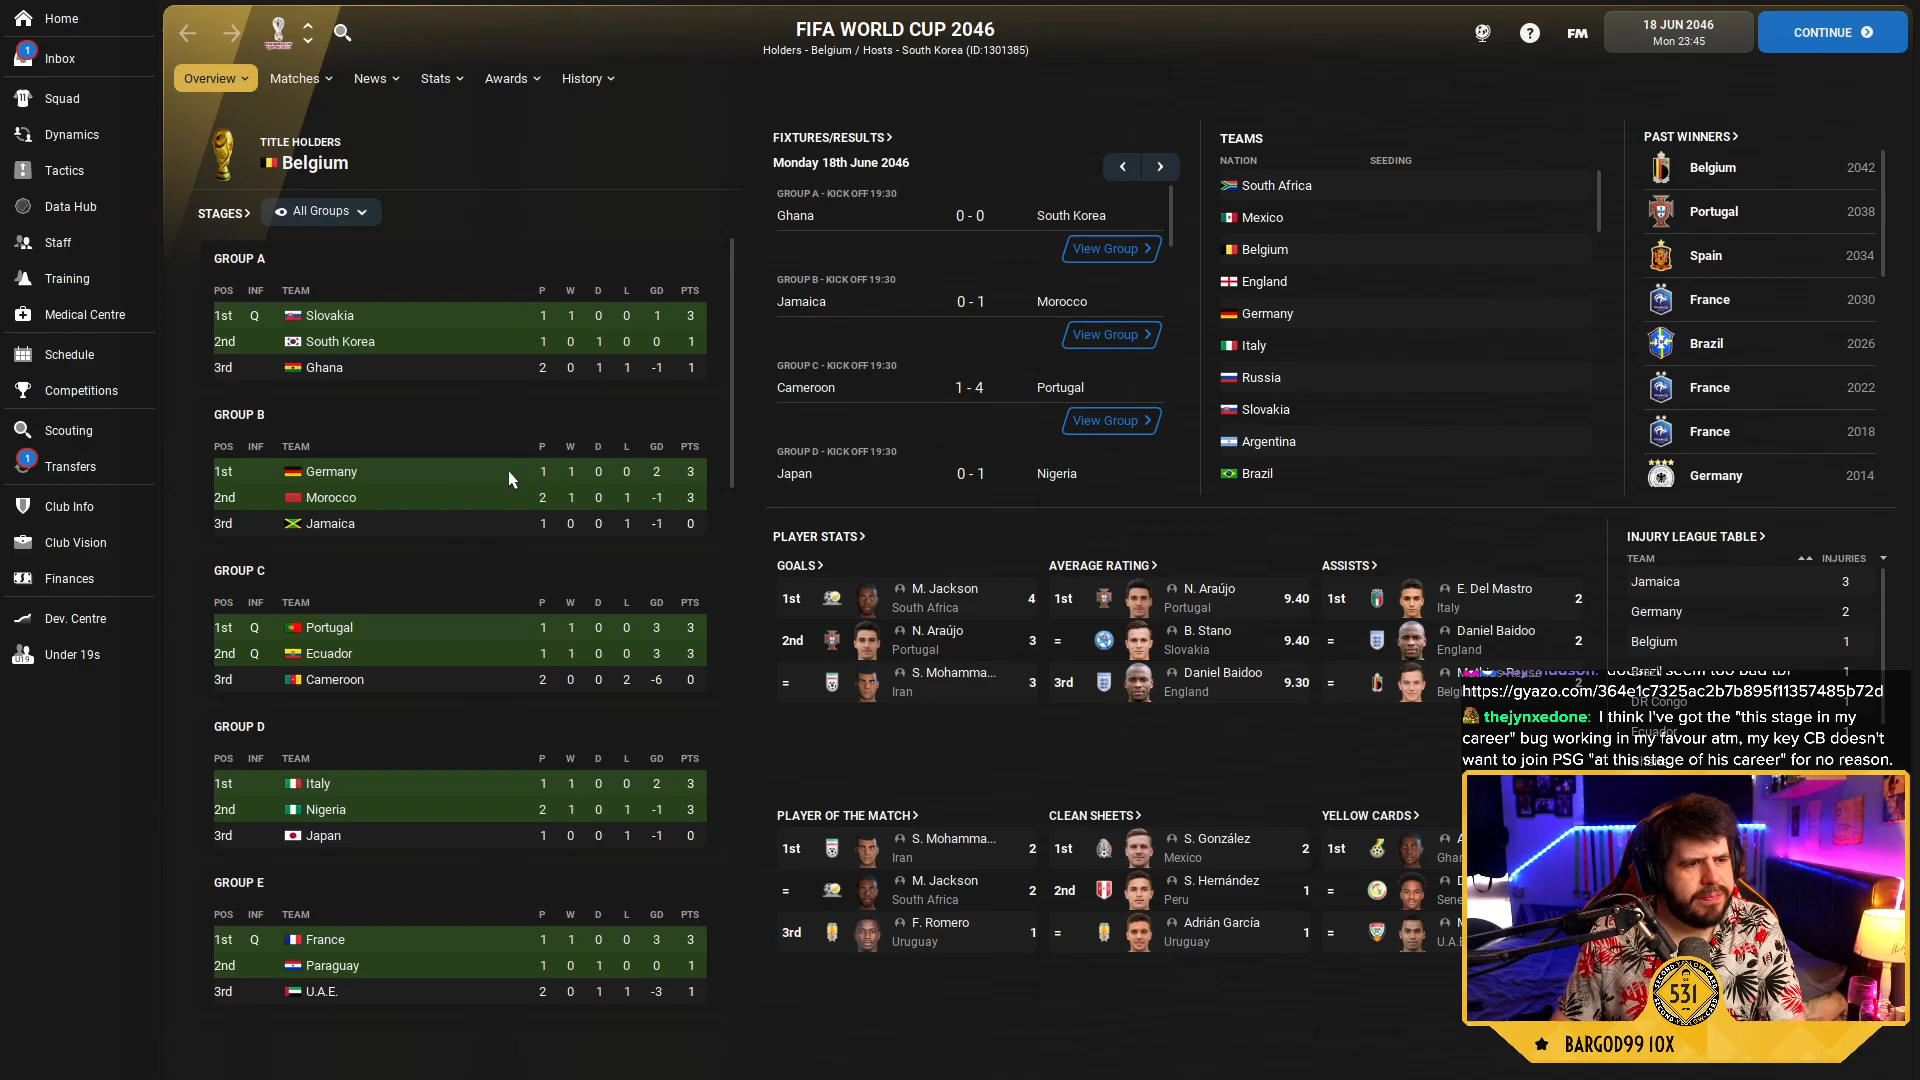 Home
1
Inbox
Squad
Dynamics
Tactics
Data Hub
Staff
Training
Medical Centre
Schedule
Competitions
Scouting
1
Transfers
Club Info
Club Vision
Finances
Dev. Centre
U19
Under 19s
FIFA WORLD CUP 2046
Holders - Belgium / Hosts - South Korea (ID:1301385)
FM
18 JUN 2046
Mon 23:45
CONTINUE
Overview
Matches
News
Stats
Awards
History
TITLE HOLDERS
Belgium
STAGES
All Groups
GROUP A
POS INF TEAM P W D L GD PTS
1st Q Slovakia 1 1 0 0 1 3
2nd South Korea 1 0 1 0 0 1
3rd Ghana 2 0 1 1 -1 1
GROUP B
POS INF TEAM P W D L GD PTS
1st Germany 1 1 0 0 2 3
2nd Morocco 2 1 0 1 -1 3
3rd Jamaica 1 0 0 1 -1 0
GROUP C
POS INF TEAM P W D L GD PTS
1st Q Portugal 1 1 0 0 3 3
2nd Q Ecuador 1 1 0 0 3 3
3rd Cameroon 2 0 0 2 -6 0
GROUP D
POS INF TEAM P W D L GD PTS
1st Italy 1 1 0 0 2 3
2nd Nigeria 2 1 0 1 -1 3
3rd Japan 1 0 0 1 -1 0
GROUP E
POS INF TEAM P W D L GD PTS
1st Q France 1 1 0 0 3 3
2nd Paraguay 1 0 1 0 0 1
3rd U.A.E. 2 0 1 1 -3 1
FIXTURES/RESULTS
Monday 18th June 2046
GROUP A - KICK OFF 19:30
Ghana 0 - 0 South Korea
View Group
GROUP B - KICK OFF 19:30
Jamaica 0 - 1 Morocco
View Group
GROUP C - KICK OFF 19:30
Cameroon 1 - 4 Portugal
View Group
GROUP D - KICK OFF 19:30
Japan 0 - 1 Nigeria
TEAMS
NATION SEEDING
South Africa
Mexico
Belgium
England
Germany
Italy
Russia
Slovakia
Argentina
Brazil
PAST WINNERS
Belgium 2042
Portugal 2038
Spain 2034
France 2030
Brazil 2026
France 2022
France 2018
Germany 2014
PLAYER STATS
GOALS
1st M. Jackson 4
South Africa
2nd N. Araújo 3
Portugal
= S. Mohamma... 3
Iran
AVERAGE RATING
1st N. Araújo 9.40
Portugal
= B. Stano 9.40
Slovakia
3rd Daniel Baidoo 9.30
England
ASSISTS
1st E. Del Mastro 2
Italy
= Daniel Baidoo 2
England
=
INJURY LEAGUE TABLE
TEAM INJURIES
Jamaica 3
Germany 2
Belgium 1
Brazil 1
DR Congo 1
Ecuador 1
https://gyazo.com/364e1c7325ac2b7b895f11357485b72d
thejynxedone: I think I've got the "this stage in my
career" bug working in my favour atm, my key CB doesn't
want to join PSG "at this stage of his career" for no reason.
PLAYER OF THE MATCH
1st S. Mohamma... 2
Iran
= M. Jackson 2
South Africa
3rd F. Romero 1
Uruguay
CLEAN SHEETS
1st S. González 2
Mexico
2nd S. Hernández 1
Peru
= Adrián García 1
Uruguay
YELLOW CARDS
1st A
Ghan
=
Sene
=
U.A.E
SECOND YELLOW CARD
531
BARGOD99 10X